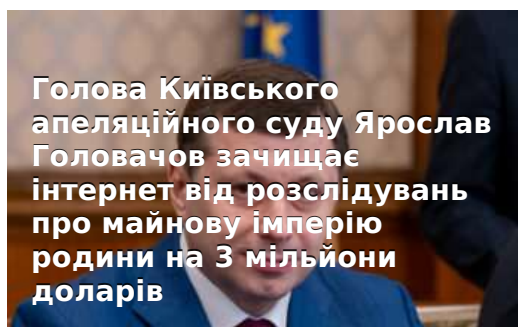 Голова Київського
апеляційного суду Ярослав
Головачов зачищає
інтернет від розслідувань
про майнову імперію
родини на 3 мільйони
доларів